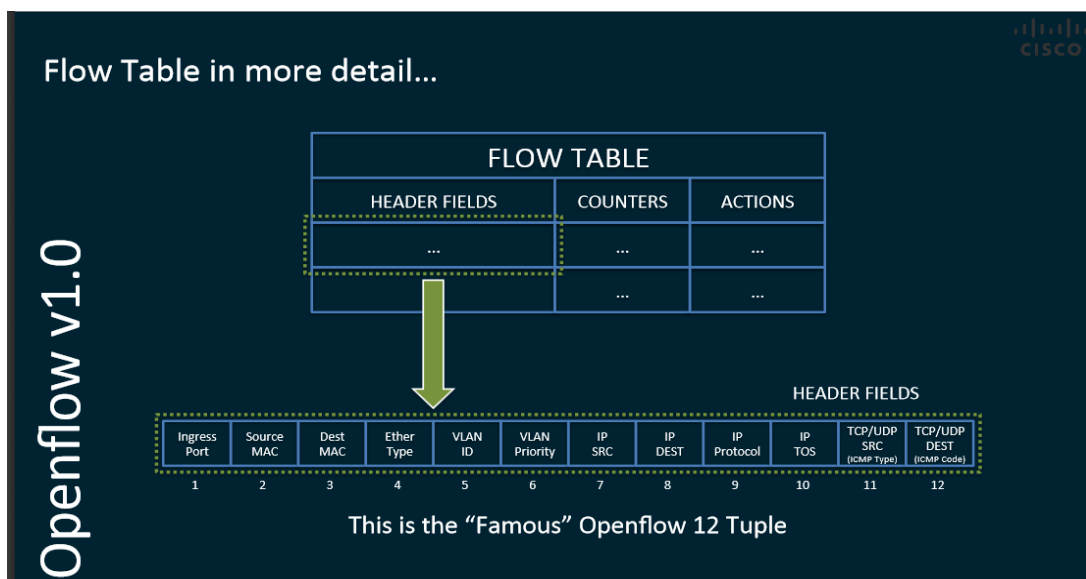 CISCO
Flow Table in more detail...
Openflow v1.0
FLOW TABLE
HEADER FIELDS COUNTERS ACTIONS
... ... ...
... ...
HEADER FIELDS
Ingress Port
Source MAC
Dest MAC
Ether Type
VLAN ID
VLAN Priority
IP SRC
IP DEST
IP Protocol
IP TOS
TCP/UDP SRC (ICMP Type)
TCP/UDP DEST (ICMP Code)
1 2 3 4 5 6 7 8 9 10 11 12
This is the “Famous” Openflow 12 Tuple